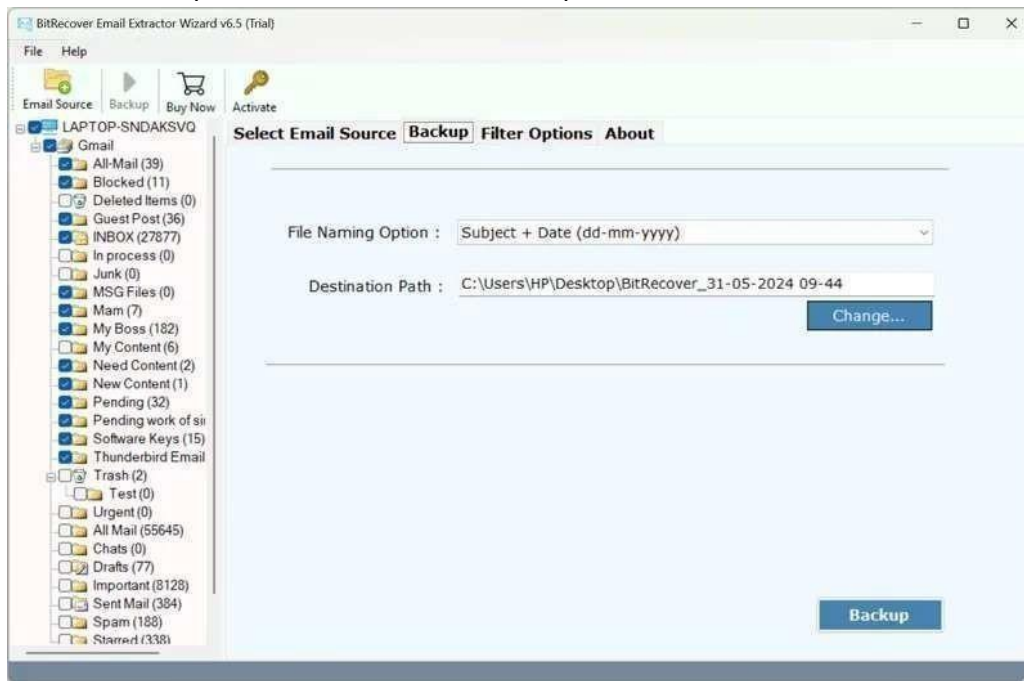 BitRecover Email Extractor Wizard v6.5 (Trial)
File Help
Email Source Backup Buy Now Activate
LAPTOP-SNDAKSVQ
Gmail
All-Mail (39)
Blocked (11)
Deleted Items (0)
Guest Post (36)
INBOX (27877)
In process (0)
Junk (0)
MSG Files (0)
Mam (7)
My Boss (182)
My Content (6)
Need Content (2)
New Content (1)
Pending (32)
Pending work of
Software Keys (15)
Thunderbird Email
Trash (2)
Test (0)
Urgent (0)
All Mail (55645)
Chats (0)
Drafts (77)
Important (8128)
Sent Mail (384)
Spam (188)
Starred (338)
Select Email Source Backup Filter Options About
File Naming Option : Subject + Date (dd-mm-yyyy)
Destination Path : C:\Users\HP\Desktop\BitRecover_31-05-2024 09-44
Change...
Backup